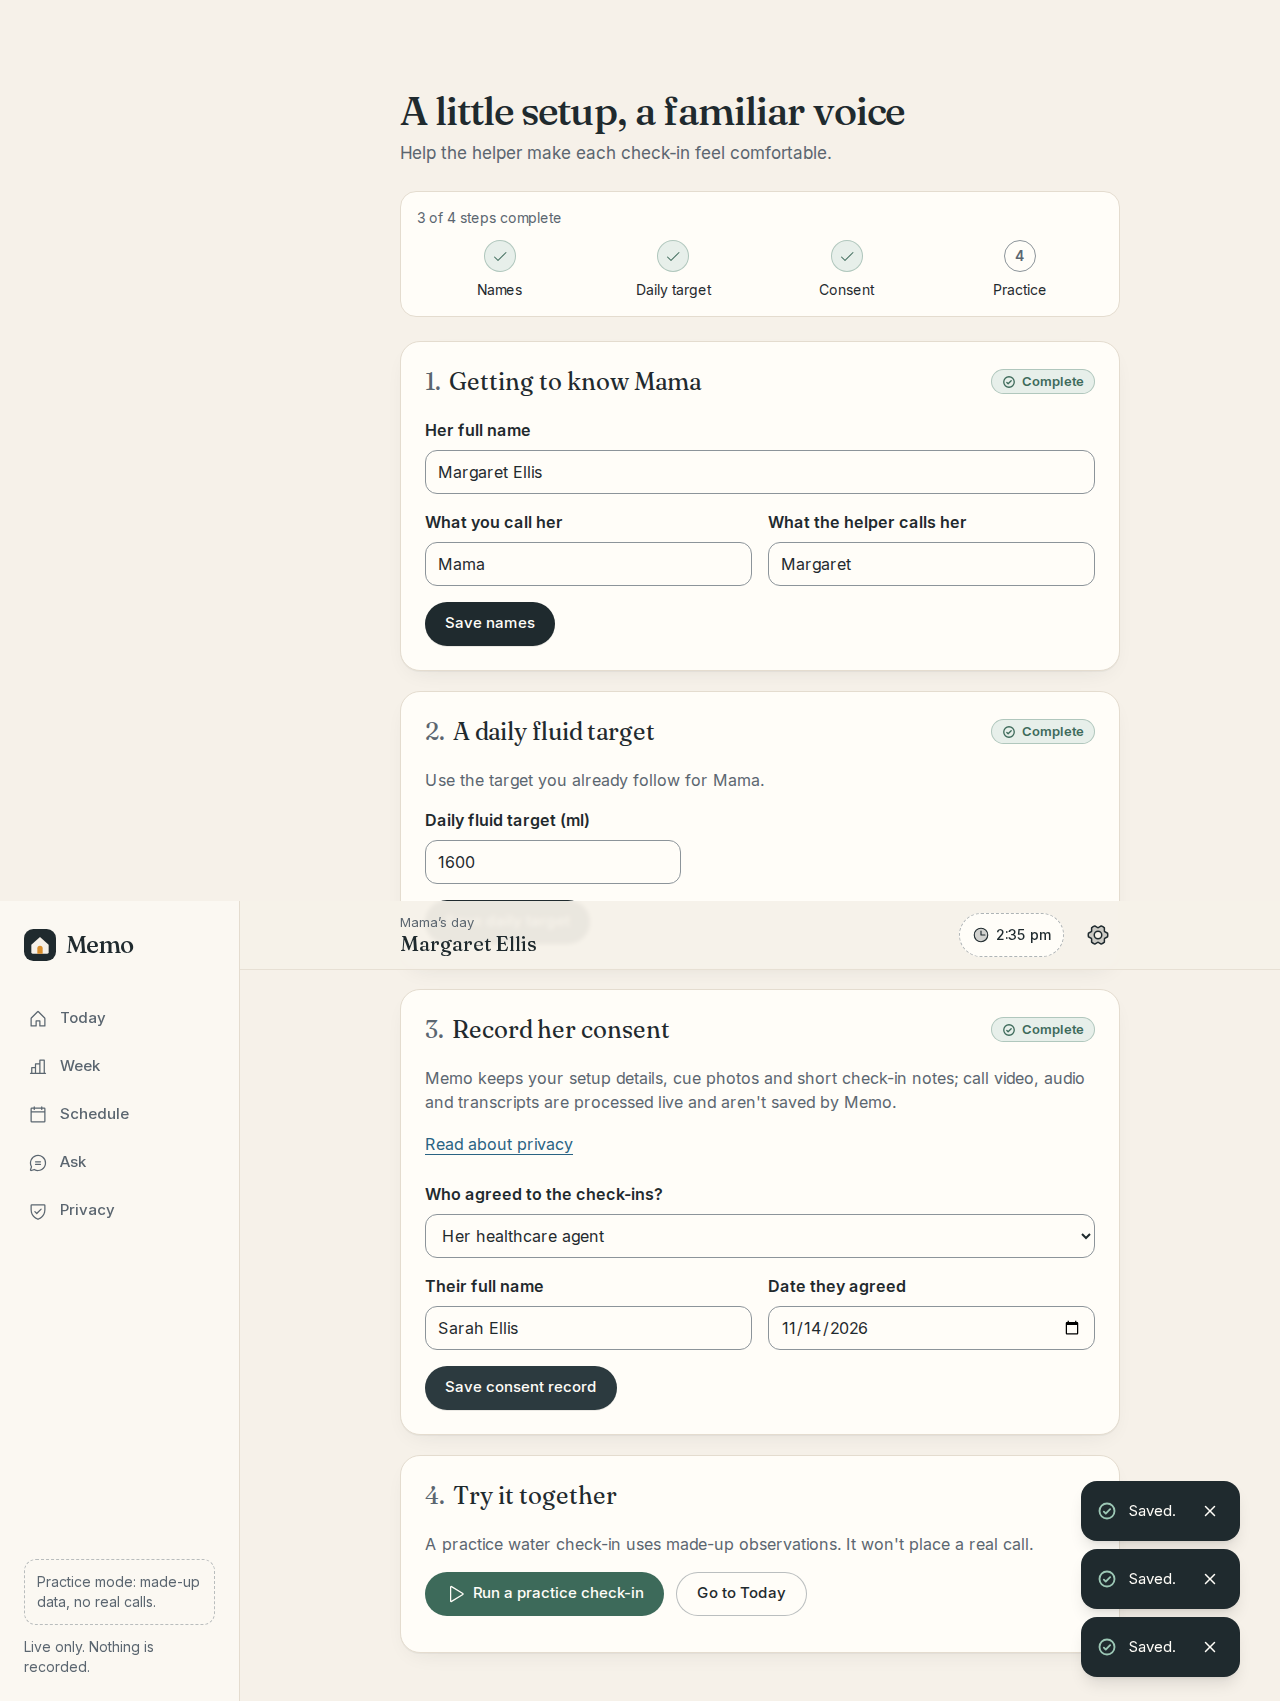 A little setup, a familiar voice
Help the helper make each check-in feel comfortable.
3 of 4 steps complete
4
Names
Daily target
Consent
Practice
1. Getting to know Mama
Complete
Her full name
Margaret Ellis
What you call her
What the helper calls her
Mama
Margaret
Save names
2. A daily fluid target
Complete
Use the target you already follow for Mama.
Daily fluid target (ml)
1600
Memo
Mama’s day
Margaret Ellis
2:35 pm
Today
Week
Schedule
Ask
Privacy
3. Record her consent
Complete
Memo keeps your setup details, cue photos and short check-in notes; call video, audio
and transcripts are processed live and aren't saved by Memo.
Read about privacy
Who agreed to the check-ins?
Her healthcare agent
Their full name
Date they agreed
Sarah Ellis
11/14/2026
Save consent record
4. Try it together
A practice water check-in uses made-up observations. It won't place a real call.
Run a practice check-in
Go to Today
Practice mode: made-up
data, no real calls.
Live only. Nothing is
recorded.
Saved.
Saved.
Saved.